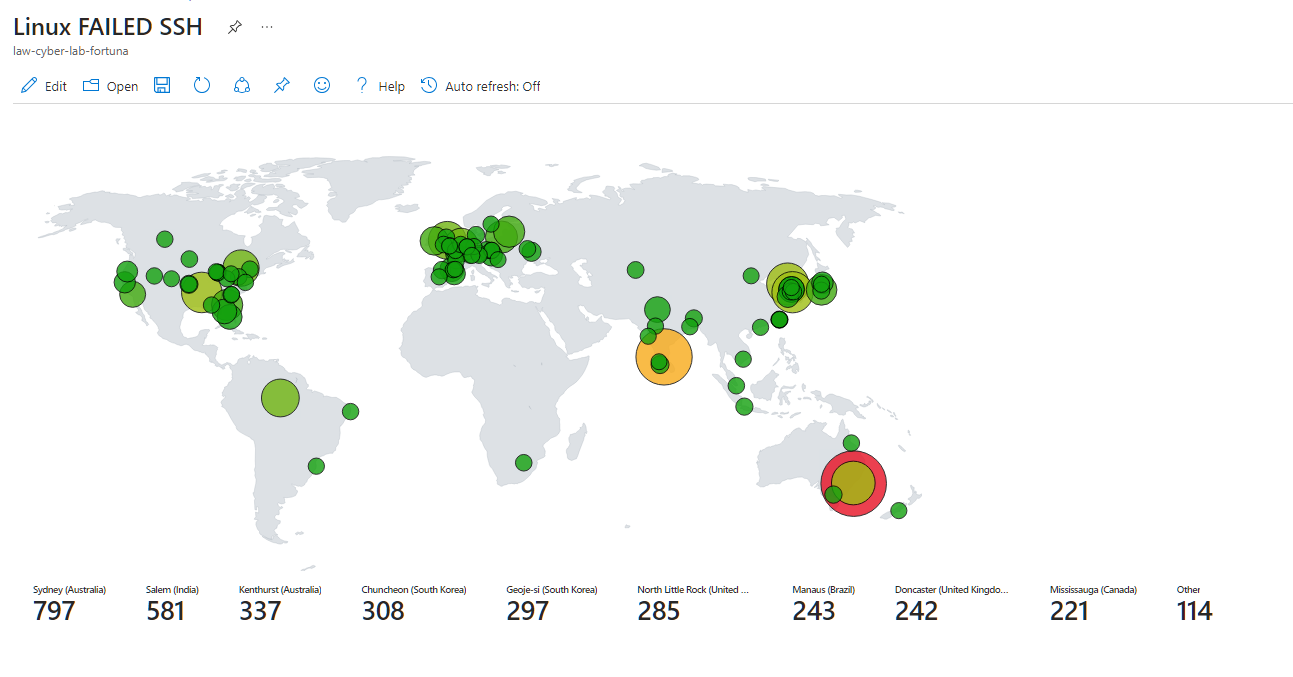 Linux FAILED SSH
law-cyber-lab-fortuna
Edit Open Help Auto refresh: Off
Sydney (Australia) Salem (India) Kenthurst (Australia) Chuncheon (South Korea) Geoje-si (South Korea) North Little Rock (United ... Manaus (Brazil) Doncaster (United Kingdo... Mississauga (Canada) Other
797 581 337 308 297 285 243 242 221 114